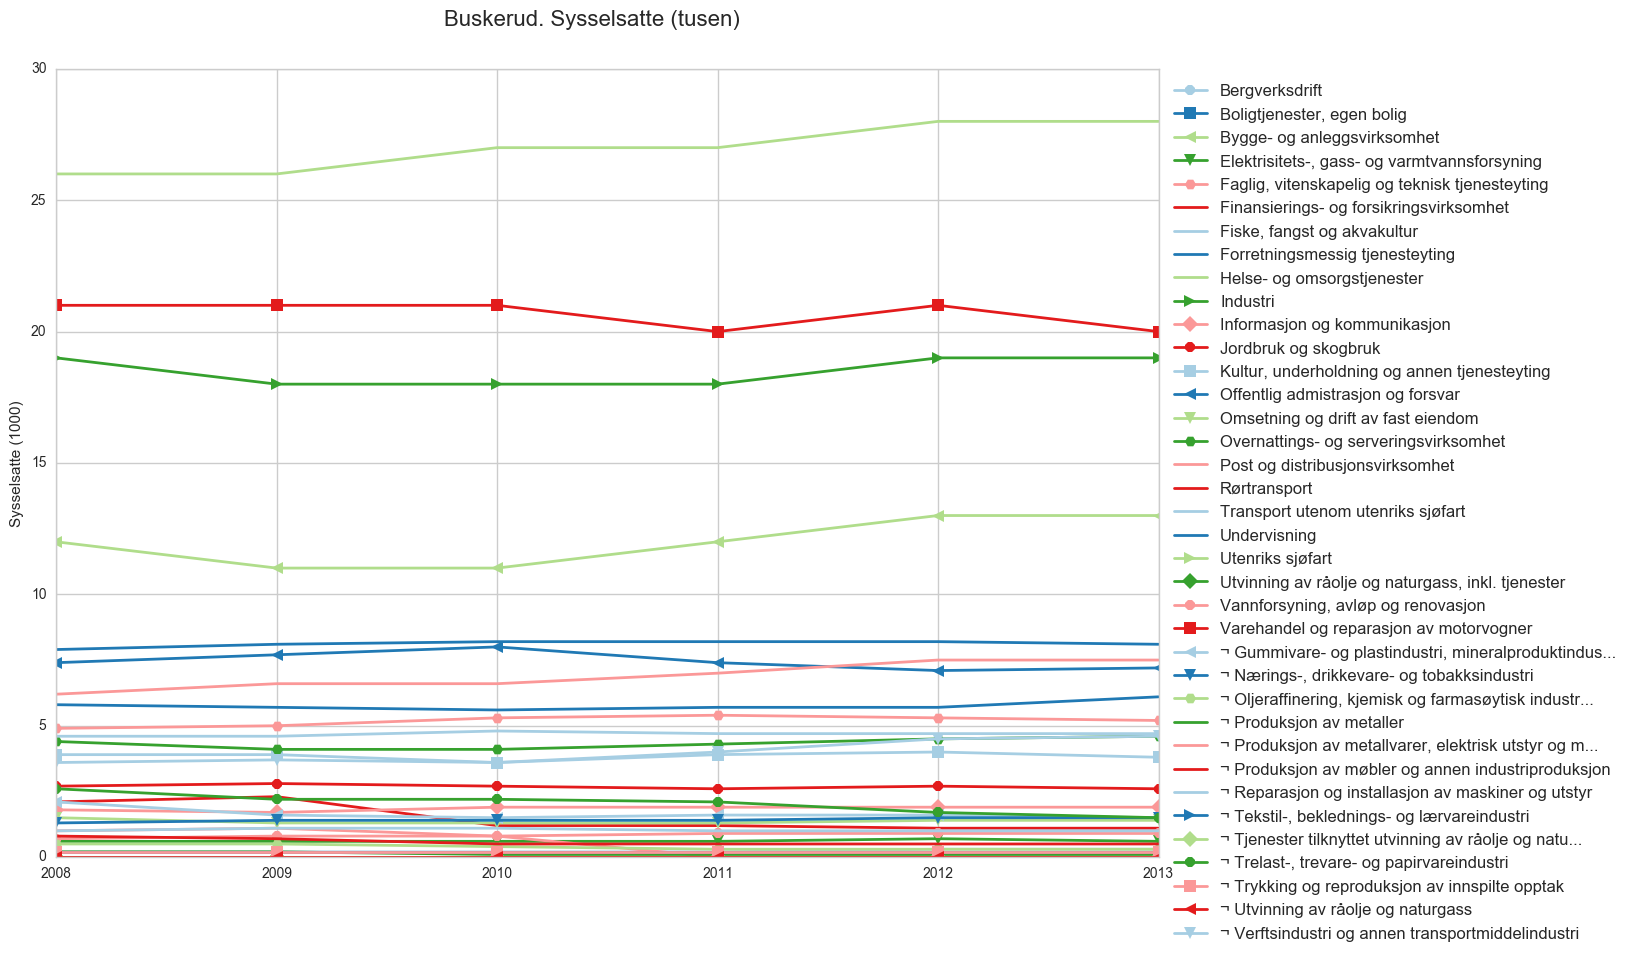 Buskerud. Sysselsatte (tusen)
30
25
20
15
10
5
0
Sysselsatte (1000)
2008
2009
2010
2011
2012
2013
Bergverksdrift
Boligtjenester, egen bolig
Bygge- og anleggsvirksomhet
Elektrisitets-, gass- og varmtvannsforsyning
Faglig, vitenskapelig og teknisk tjenesteyting
Finansierings- og forsikringsvirksomhet
Fiske, fangst og akvakultur
Forretningsmessig tjenesteyting
Helse- og omsorgstjenester
Industri
Informasjon og kommunikasjon
Jordbruk og skogbruk
Kultur, underholdning og annen tjenesteyting
Offentlig admistrasjon og forsvar
Omsetning og drift av fast eiendom
Overnattings- og serveringsvirksomhet
Post og distribusjonsvirksomhet
Rørtransport
Transport utenom utenriks sjøfart
Undervisning
Utenriks sjøfart
Utvinning av råolje og naturgass, inkl. tjenester
Vannforsyning, avløp og renovasjon
Varehandel og reparasjon av motorvogner
¬ Gummivare- og plastindustri, mineralproduktindus...
¬ Nærings-, drikkevare- og tobakksindustri
¬ Oljeraffinering, kjemisk og farmasøytisk industr...
¬ Produksjon av metaller
¬ Produksjon av metallvarer, elektrisk utstyr og m...
¬ Produksjon av møbler og annen industriproduksjon
¬ Reparasjon og installasjon av maskiner og utstyr
¬ Tekstil-, beklednings- og lærvareindustri
¬ Tjenester tilknyttet utvinning av råolje og natu...
¬ Trelast-, trevare- og papirvareindustri
¬ Trykking og reproduksjon av innspilte opptak
¬ Utvinning av råolje og naturgass
¬ Verftsindustri og annen transportmiddelindustri